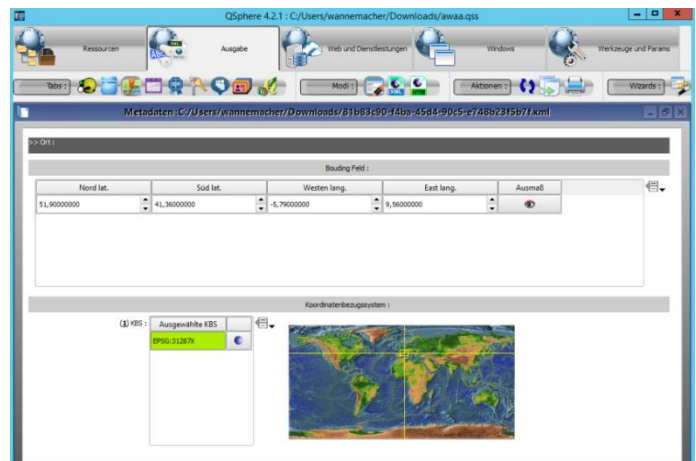 QSphere 4.2.1 : C:/Users/wannemacher/Downloads/awaa.qss
Ressourcen
Ausgabe
Web und Dienstleistungen
Windows
Werkzeuge und Params
Tabs :
Modi :
Aktionen :
Wizards :
Metadaten :C:/Users/wannemacher/Downloads/81b83c90-f4ba-45d4-90c5-e748b23f5b7f.xml
>> Ort :
Bouding Feld :
Nord lat. Süd lat. Westen lang. East lang. Ausmaß
51,90000000 41,36000000 -5,79000000 9,56000000
Koordinatenbezugssystem :
(1) KBS : Ausgewählte KBS
EPSG:31287X